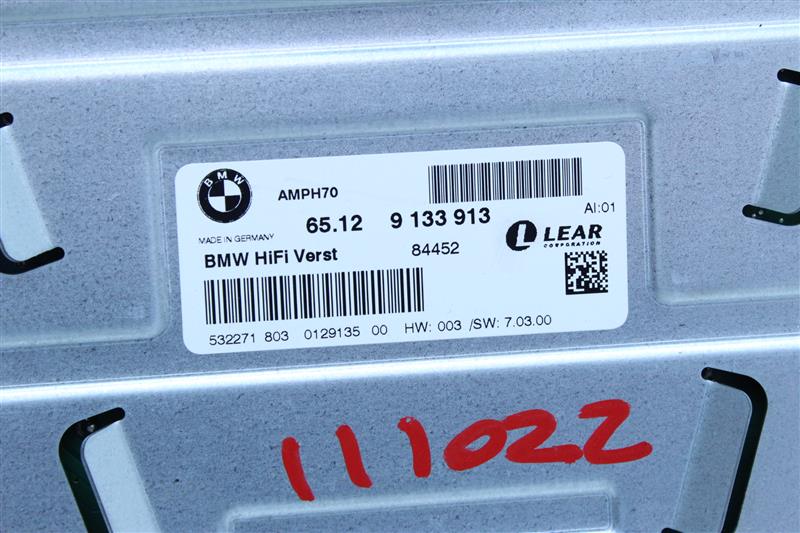 BMW
AMPH70
AI:01
65.12 9 133 913
MADE IN GERMANY
BMW HiFi Verst 84452
LEAR
CORPORATION
532271 803 0129135 00 HW: 003 /SW: 7.03.00
111022